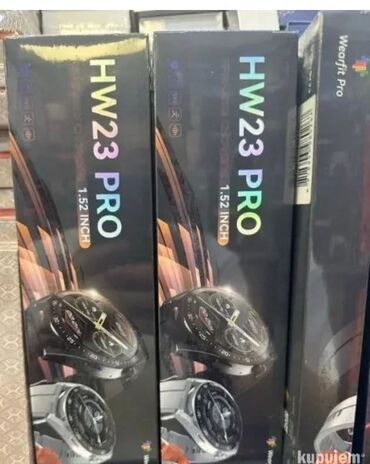 HW23 PRO
1.52 INCH
HW23 PRO
1.52 INCH
Wearfit Pro
kupujem